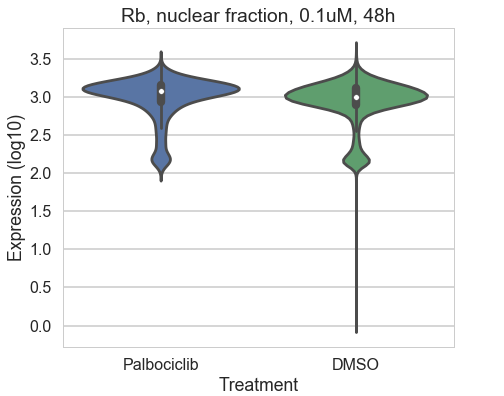 Rb, nuclear fraction, 0.1uM, 48h
Expression (log10)
3.5
3.0
2.5
2.0
1.5
1.0
0.5
0.0
Palbociclib DMSO
Treatment